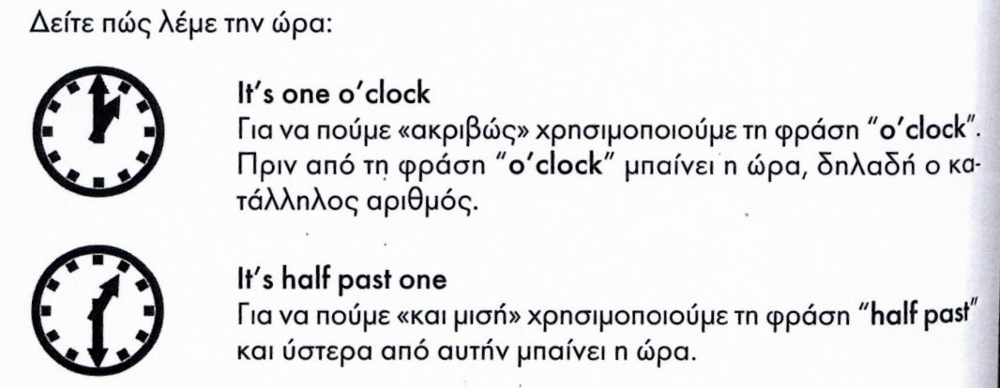 Δείτε πώς λέμε την ώρα:
It's one o'clock
Για να πούμε «ακριβώς» χρησιμοποιούμε τη φράση "o'clock".
Πριν από τη φράση "o'clock" μπαίνει η ώρα, δηλαδή ο κα-
τάλληλος αριθμός.
It's half past one
Για να πούμε «και μισή» χρησιμοποιούμε τη φράση "half past"
και ύστερα από αυτήν μπαίνει η ώρα.